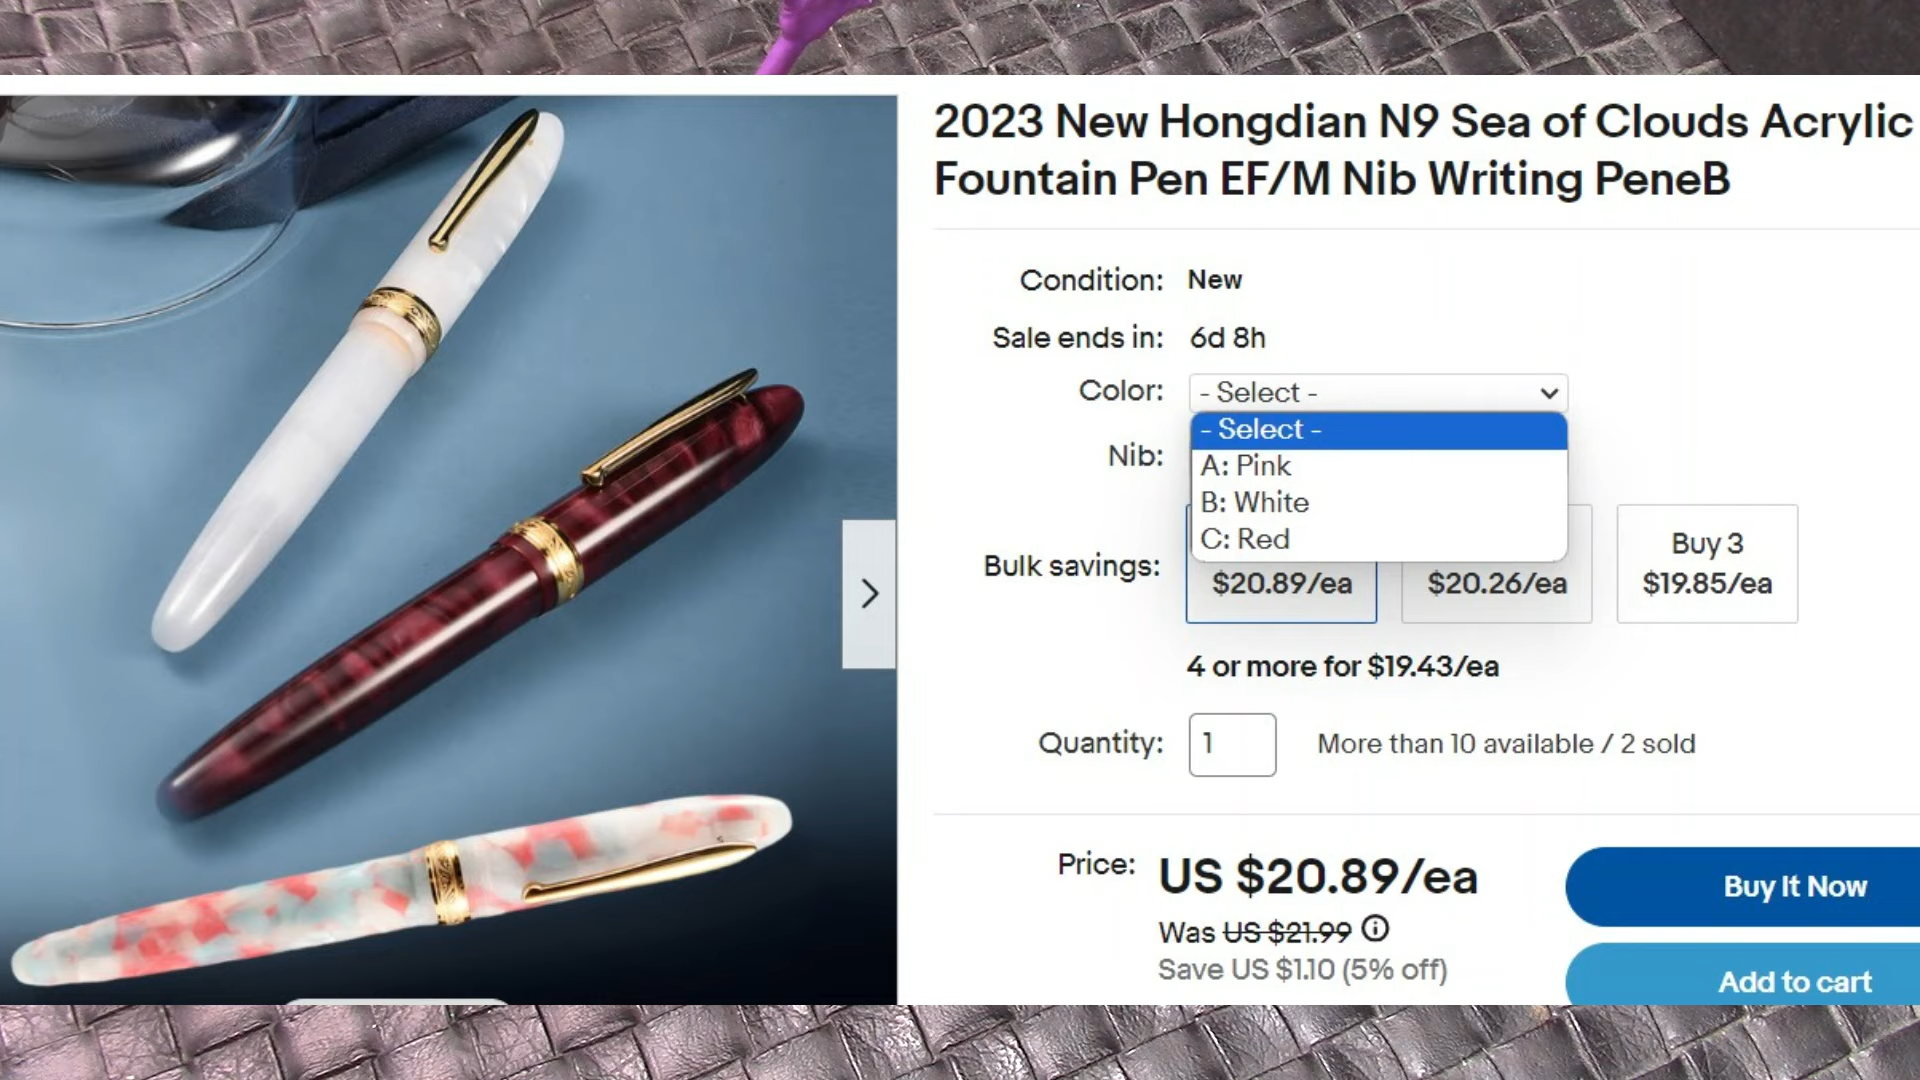 2023 New Hongdian N9 Sea of Clouds Acrylic
Fountain Pen EF/M Nib Writing PeneB
Condition: New
Sale ends in: 6d 8h
Color: - Select -
- Select -
A: Pink
B: White
C: Red
Nib:
Bulk savings:
$20.89/ea
$20.26/ea
Buy 3
$19.85/ea
4 or more for $19.43/ea
Quantity: 1 More than 10 available / 2 sold
Price: US $20.89/ea
Was US $21.99
Save US $1.10 (5% off)
Buy It Now
Add to cart